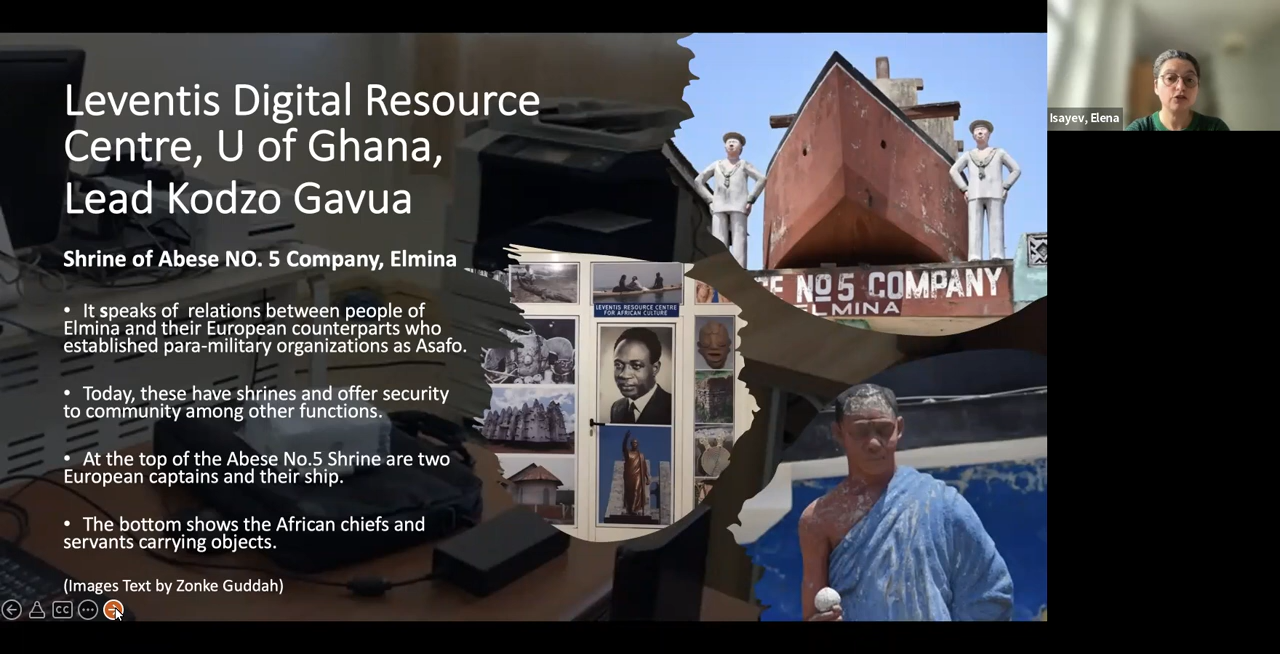 Leventis Digital Resource
Centre, U of Ghana,
Lead Kodzo Gavua
Shrine of Abese NO. 5 Company, Elmina
• It speaks of relations between people of
Elmina and their European counterparts who
established para-military organizations as Asafo.
• Today, these have shrines and offer security
to community among other functions.
• At the top of the Abese No.5 Shrine are two
European captains and their ship.
• The bottom shows the African chiefs and
servants carrying objects.
(Images Text by Zonke Guddah)
CC
LEVENTIS RESOURCE CENTRE
FOR AFRICAN CULTURE
No 5 COMPANY
ELMINA
Isayev, Elena